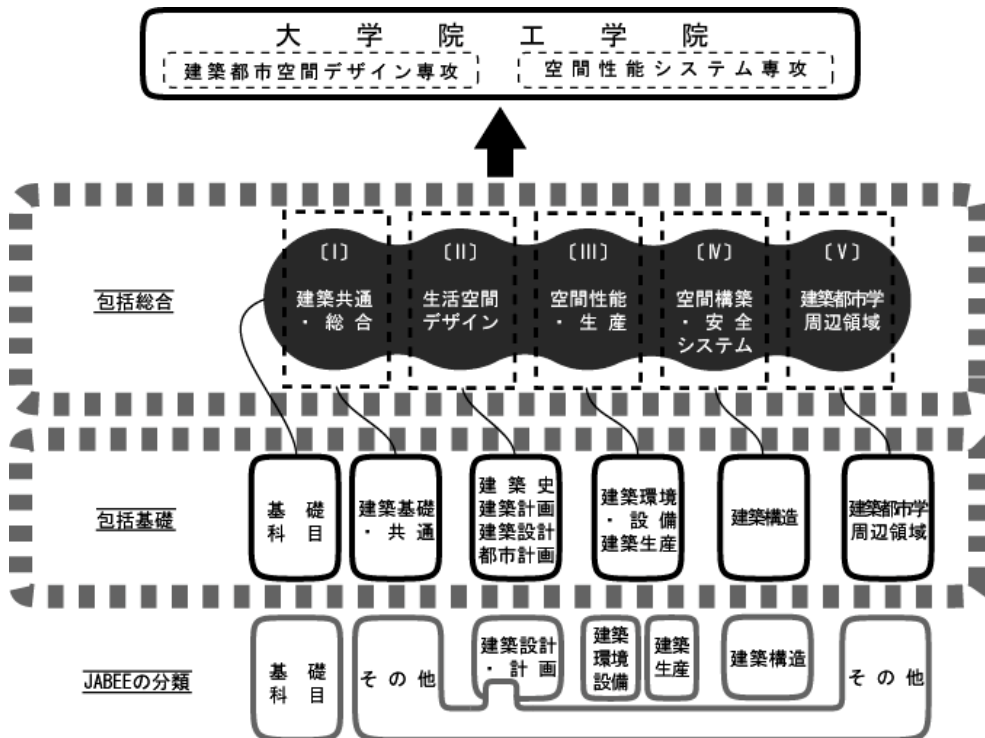 大学院工学院
建築都市空間デザイン専攻
空間性能システム専攻
包括総合
〔Ⅰ〕
建築共通
・総合
〔Ⅱ〕
生活空間
デザイン
〔Ⅲ〕
空間性能
・生産
〔Ⅳ〕
空間構築
・安全
システム
〔Ⅴ〕
建築都市学
周辺領域
包括基礎
基礎
科目
建築基礎
・共通
建築史
建築計画
建築設計
都市計画
建築環境
・設備
建築生産
建築構造
建築都市学
周辺領域
JABEEの分類
基礎
科目
その他
建築設計
・計画
建築
環境
設備
建築
生産
建築構造
その他